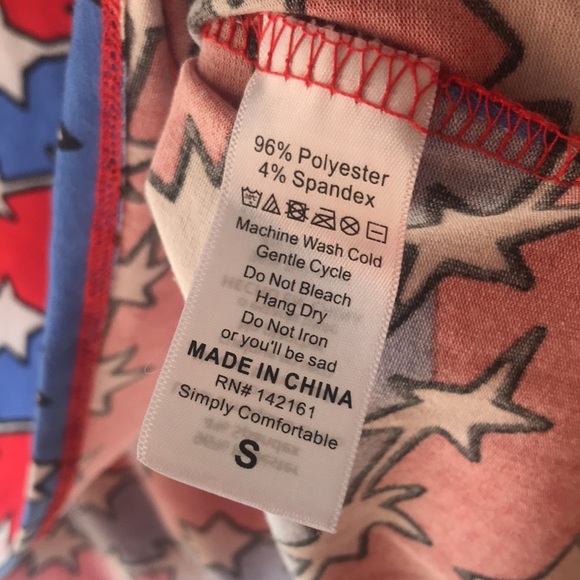 96% Polyester
4% Spandex
Machine Wash Cold
Gentle Cycle
Do Not Bleach
Hang Dry
Do Not Iron
or you'll be sad
MADE IN CHINA
RN# 142161
Simply Comfortable
S